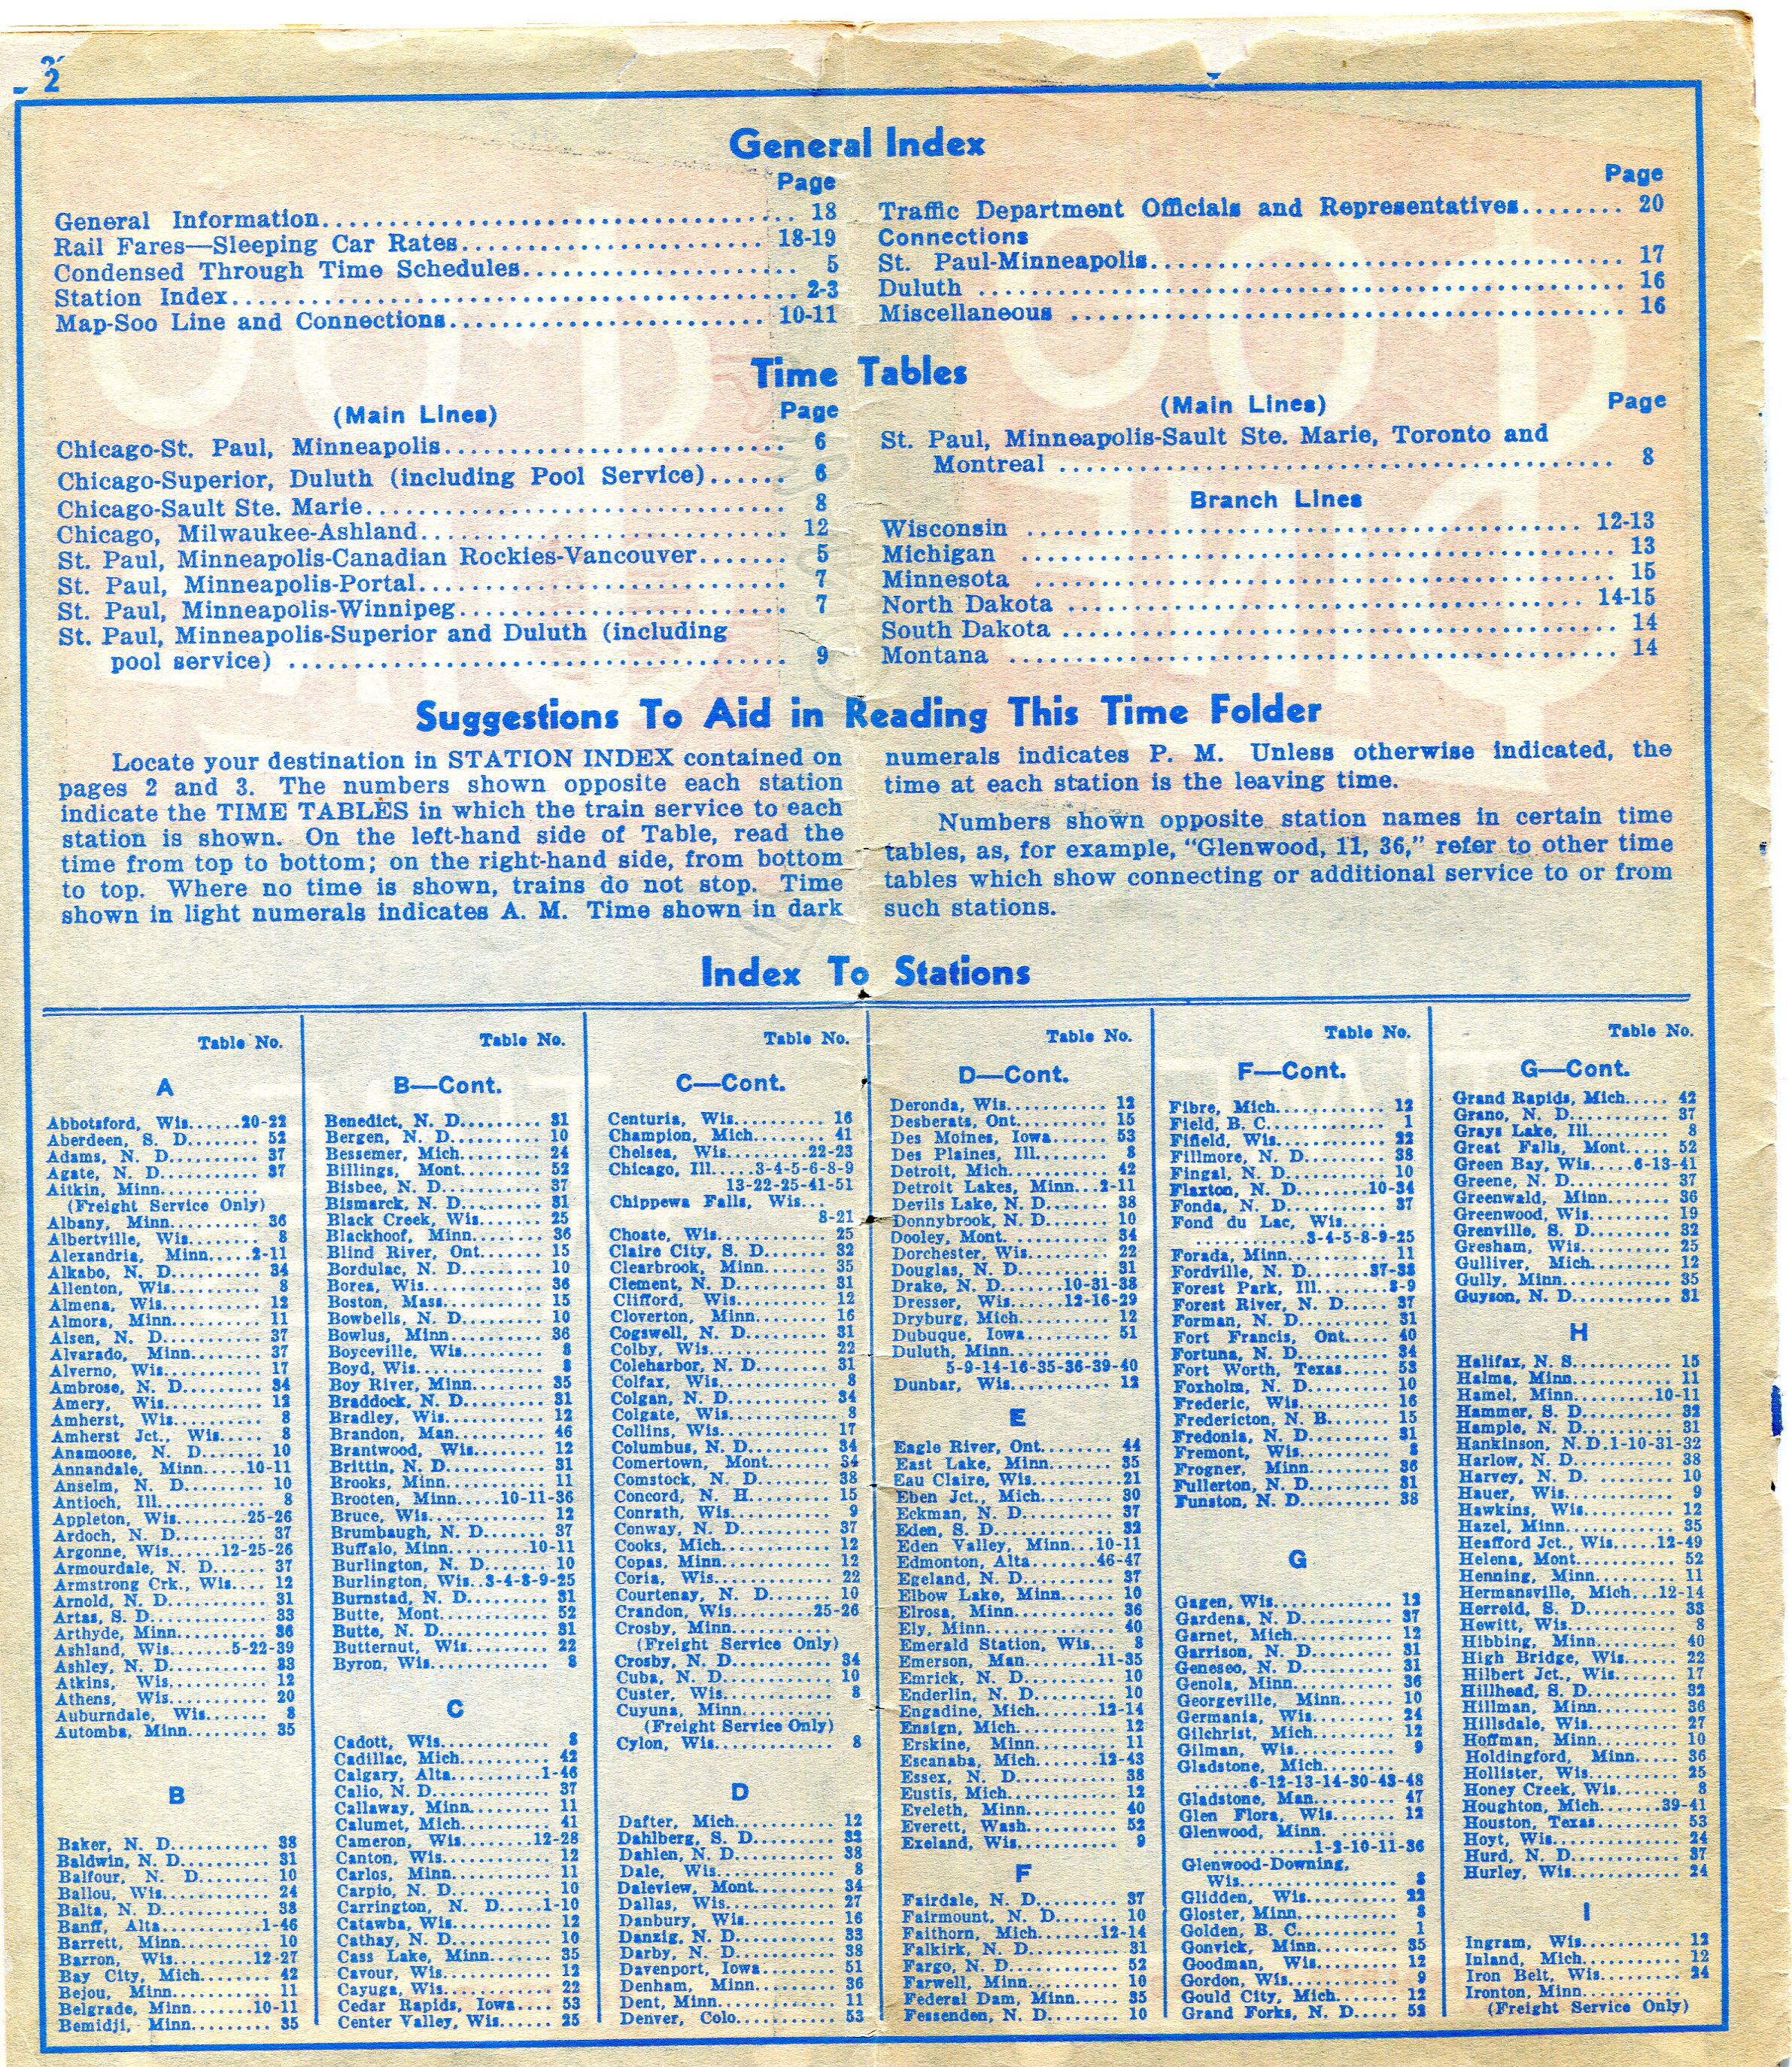 2
General Index
Page
General Information 18
Rail Fares—Sleeping Car Rates 18-19
Condensed Through Time Schedules 5
Station Index 2-3
Map-Soo Line and Connections 10-11
Page
Traffic Department Officials and Representatives 20
Connections
St. Paul-Minneapolis 17
Duluth 16
Miscellaneous 16
Time Tables
(Main Lines) Page
Chicago-St. Paul, Minneapolis 6
Chicago-Superior, Duluth (including Pool Service) 6
Chicago-Sault Ste. Marie 8
Chicago, Milwaukee-Ashland 12
St. Paul, Minneapolis-Canadian Rockies-Vancouver 5
St. Paul, Minneapolis-Portal 7
St. Paul, Minneapolis-Winnipeg 7
St. Paul, Minneapolis-Superior and Duluth (including
pool service) 9
(Main Lines) Page
St. Paul, Minneapolis-Sault Ste. Marie, Toronto and
Montreal 8
Branch Lines
Wisconsin 12-13
Michigan 13
Minnesota 15
North Dakota 14-15
South Dakota 14
Montana 14
Suggestions To Aid in Reading This Time Folder
Locate your destination in STATION INDEX contained on
pages 2 and 3. The numbers shown opposite each station
indicate the TIME TABLES in which the train service to each
station is shown. On the left-hand side of Table, read the
time from top to bottom; on the right-hand side, from bottom
to top. Where no time is shown, trains do not stop. Time
shown in light numerals indicates A. M. Time shown in dark
numerals indicates P. M. Unless otherwise indicated, the
time at each station is the leaving time.
Numbers shown opposite station names in certain time
tables, as, for example, "Glenwood, 11, 36," refer to other time
tables which show connecting or additional service to or from
such stations.
Index To Stations
Table No.
A
Abbotsford, Wis. 20-22
Aberdeen, S. D. 52
Adams, N. D. 37
Agate, N. D. 37
Aitkin, Minn.
(Freight Service Only)
Albany, Minn. 36
Albertville, Wis. 8
Alexandria, Minn. 2-11
Alkabo, N. D. 34
Allenton, Wis. 8
Almena, Wis. 12
Almora, Minn. 11
Alsen, N. D. 37
Alvarado, Minn. 37
Alverno, Wis. 17
Ambrose, N. D. 34
Amery, Wis. 12
Amherst, Wis. 8
Amherst Jct., Wis. 8
Anamoose, N. D. 10
Annandale, Minn. 10-11
Anselm, N. D. 10
Antioch, Ill. 8
Appleton, Wis. 25-26
Ardoch, N. D. 37
Argonne, Wis. 12-25-26
Armourdale, N. D. 37
Armstrong Crk., Wis. 12
Arnold, N. D. 31
Artas, S. D. 33
Arthyde, Minn. 36
Ashland, Wis. 5-22-39
Ashley, N. D. 33
Atkins, Wis. 12
Athens, Wis. 20
Auburndale, Wis. 8
Automba, Minn. 35
B
Baker, N. D. 38
Baldwin, N. D. 31
Balfour, N. D. 10
Ballou, Wis. 24
Balta, N. D. 38
Banff, Alta. 1-46
Barrett, Minn. 10
Barron, Wis. 12-27
Bay City, Mich. 42
Bejou, Minn. 11
Belgrade, Minn. 10-11
Bemidji, Minn. 35
Table No.
B—Cont.
Benedict, N. D. 31
Bergen, N. D. 10
Bessemer, Mich. 24
Billings, Mont. 52
Bisbee, N. D. 37
Bismarck, N. D. 31
Black Creek, Wis. 25
Blackhoof, Minn. 36
Blind River, Ont. 15
Bordulac, N. D. 10
Borea, Wis. 36
Boston, Mass. 15
Bowbells, N. D. 10
Bowlus, Minn. 36
Boyceville, Wis. 8
Boyd, Wis. 8
Boy River, Minn. 35
Braddock, N. D. 31
Bradley, Wis. 12
Brandon, Man. 46
Brantwood, Wis. 12
Brittin, N. D. 31
Brooks, Minn. 11
Brooten, Minn. 10-11-36
Bruce, Wis. 12
Brumbaugh, N. D. 37
Buffalo, Minn. 10-11
Burlington, N. D. 10
Burlington, Wis. 3-4-8-9-25
Burnstad, N. D. 31
Butte, Mont. 52
Butte, N. D. 31
Butternut, Wis. 22
Byron, Wis. 8
C
Cadott, Wis. 8
Cadillac, Mich. 42
Calgary, Alta. 1-46
Calio, N. D. 37
Callaway, Minn. 11
Calumet, Mich. 41
Cameron, Wis. 12-28
Canton, Wis. 12
Carlos, Minn. 11
Carpio, N. D. 10
Carrington, N. D. 1-10
Catawba, Wis. 12
Cathay, N. D. 10
Cass Lake, Minn. 35
Cavour, Wis. 12
Cayuga, Wis. 22
Cedar Rapids, Iowa 53
Center Valley, Wis. 25
Table No.
C—Cont.
Centuria, Wis. 16
Champion, Mich. 41
Chelsea, Wis. 22-23
Chicago, Ill. 3-4-5-6-8-9
13-22-25-41-51
Chippewa Falls, Wis.
8-21
Choate, Wis. 25
Claire City, S. D. 32
Clearbrook, Minn. 35
Clement, N. D. 31
Clifford, Wis. 12
Cloverton, Minn. 16
Cogswell, N. D. 31
Colby, Wis. 22
Coleharbor, N. D. 31
Colfax, Wis. 8
Colgan, N. D. 34
Colgate, Wis. 8
Collins, Wis. 17
Columbus, N. D. 34
Comertown, Mont. 34
Comstock, N. D. 38
Concord, N. H. 15
Conrath, Wis. 9
Conway, N. D. 37
Cooks, Mich. 12
Copas, Minn. 12
Coria, Wis. 22
Courtenay, N. D. 10
Crandon, Wis. 25-26
Crosby, Minn.
(Freight Service Only)
Crosby, N. D. 34
Cuba, N. D. 10
Custer, Wis. 8
Cuyuna, Minn.
(Freight Service Only)
Cylon, Wis. 8
D
Dafter, Mich. 12
Dahlberg, S. D. 32
Dahlen, N. D. 38
Dale, Wis. 8
Daleview, Mont. 34
Dallas, Wis. 27
Danbury, Wis. 16
Danzig, N. D. 33
Darby, N. D. 38
Davenport, Iowa 51
Denham, Minn. 36
Dent, Minn. 11
Denver, Colo. 53
Table No.
D—Cont.
Deronda, Wis. 12
Desberats, Ont. 15
Des Moines, Iowa 53
Des Plaines, Ill. 8
Detroit, Mich. 42
Detroit Lakes, Minn. 2-11
Devils Lake, N. D. 38
Donnybrook, N. D. 10
Dooley, Mont. 34
Dorchester, Wis. 22
Douglas, N. D. 31
Drake, N. D. 10-31-38
Dresser, Wis. 12-16-29
Dryburg, Mich. 12
Dubuque, Iowa 51
Duluth, Minn.
5-9-14-16-35-36-39-40
Dunbar, Wis. 12
E
Eagle River, Ont. 44
East Lake, Minn. 35
Eau Claire, Wis. 21
Eben Jct., Mich. 30
Eckman, N. D. 37
Eden, S. D. 32
Eden Valley, Minn. 10-11
Edmonton, Alta. 46-47
Egeland, N. D. 37
Elbow Lake, Minn. 10
Elrosa, Minn. 36
Ely, Minn. 40
Emerald Station, Wis. 8
Emerson, Man. 11-35
Emrick, N. D. 10
Enderlin, N. D. 10
Engadine, Mich. 12-14
Ensign, Mich. 12
Erskine, Minn. 11
Escanaba, Mich. 12-43
Essex, N. D. 38
Eustis, Mich. 12
Eveleth, Minn. 40
Everett, Wash. 52
Exeland, Wis. 9
F
Fairdale, N. D. 37
Fairmount, N. D. 10
Faithorn, Mich. 12-14
Falkirk, N. D. 31
Fargo, N. D. 52
Farwell, Minn. 10
Federal Dam, Minn. 35
Fessenden, N. D. 10
Table No.
F—Cont.
Fibre, Mich. 12
Field, B. C. 1
Fifield, Wis. 22
Fillmore, N. D. 38
Fingal, N. D. 10
Flaxton, N. D. 10-34
Fonda, N. D. 37
Fond du Lac, Wis.
3-4-5-8-9-25
Forada, Minn. 11
Fordville, N. D. 37-38
Forest Park, Ill. 8-9
Forest River, N. D. 37
Forman, N. D. 31
Fort Francis, Ont. 40
Fortuna, N. D. 34
Fort Worth, Texas 53
Foxholm, N. D. 10
Frederic, Wis. 16
Fredericton, N. B. 15
Fredonia, N. D. 31
Fremont, Wis. 8
Frogner, Minn. 36
Fullerton, N. D. 31
Funston, N. D. 38
G
Gagen, Wis. 12
Gardena, N. D. 37
Garnet, Mich. 12
Garrison, N. D. 31
Geneseo, N. D. 31
Genola, Minn. 36
Georgeville, Minn. 10
Germania, Wis. 24
Gilchrist, Mich. 12
Gilman, Wis. 9
Gladstone, Mich.
6-12-13-14-30-43-48
Gladstone, Man. 47
Glen Flora, Wis. 12
Glenwood, Minn.
1-2-10-11-36
Glenwood-Downing,
Wis. 8
Glidden, Wis. 22
Gloster, Minn. 8
Golden, B. C. 1
Gonvick, Minn. 35
Goodman, Wis. 12
Gordon, Wis. 9
Gould City, Mich. 12
Grand Forks, N. D. 52
Table No.
G—Cont.
Grand Rapids, Mich. 42
Grano, N. D. 37
Grays Lake, Ill. 8
Great Falls, Mont. 52
Green Bay, Wis. 6-13-41
Greene, N. D. 37
Greenwald, Minn. 36
Greenwood, Wis. 19
Grenville, S. D. 32
Gresham, Wis. 25
Gulliver, Mich. 12
Gully, Minn. 35
Guyson, N. D. 31
H
Halifax, N. S. 15
Halma, Minn. 11
Hamel, Minn. 10-11
Hammer, S. D. 32
Hample, N. D. 31
Hankinson, N. D. 1-10-31-32
Harlow, N. D. 38
Harvey, N. D. 10
Hauer, Wis. 9
Hawkins, Wis. 12
Hazel, Minn. 35
Heafford Jct., Wis. 12-49
Helena, Mont. 52
Henning, Minn. 11
Hermansville, Mich. 12-14
Herreid, S. D. 33
Hewitt, Wis. 8
Hibbing, Minn. 40
High Bridge, Wis. 22
Hilbert Jct., Wis. 17
Hillhead, S. D. 32
Hillman, Minn. 36
Hillsdale, Wis. 27
Hoffman, Minn. 10
Holdingford, Minn. 36
Hollister, Wis. 25
Honey Creek, Wis. 8
Houghton, Mich. 39-41
Houston, Texas 53
Hoyt, Wis. 24
Hurd, N. D. 37
Hurley, Wis. 24
I
Ingram, Wis. 12
Inland, Mich. 12
Iron Belt, Wis. 24
Ironton, Minn.
(Freight Service Only)